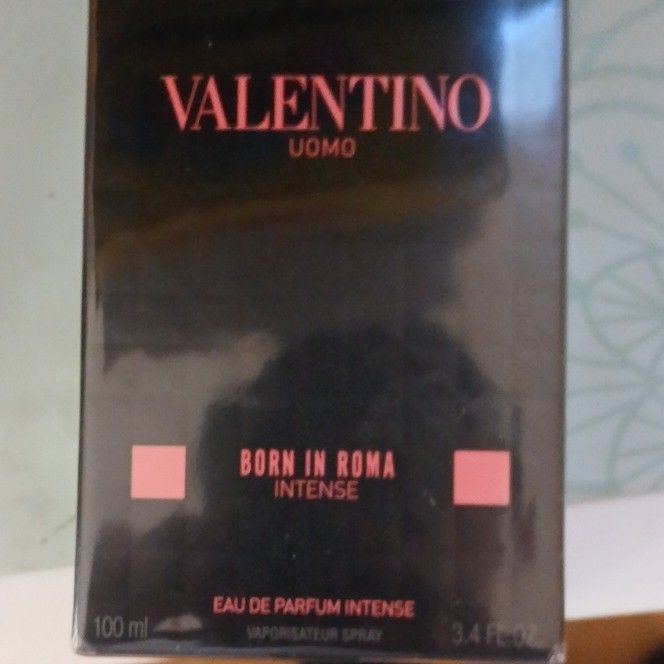 VALENTINO
UOMO
BORN IN ROMA
INTENSE
EAU DE PARFUM INTENSE
100 ml
VAPORISATEUR SPRAY
3.4 FL.OZ